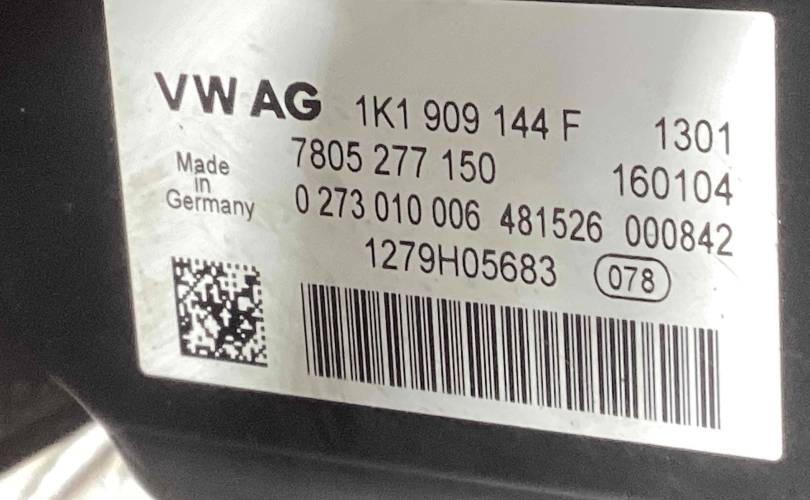 VW AG 1K1 909 144 F 1301
7805 277 150 160104
Made
in
Germany
0 273 010 006 481526 000842
1279H05683 078